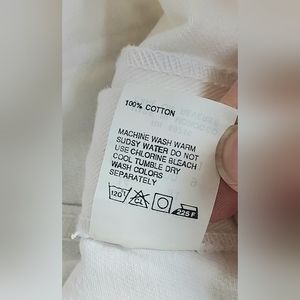 100% COTTON
MACHINE WASH WARM
SUDSY WATER DO NOT
USE CHLORINE BLEACH
COOL TUMBLE DRY
WASH COLORS
SEPARATELY
120 CL 225 F